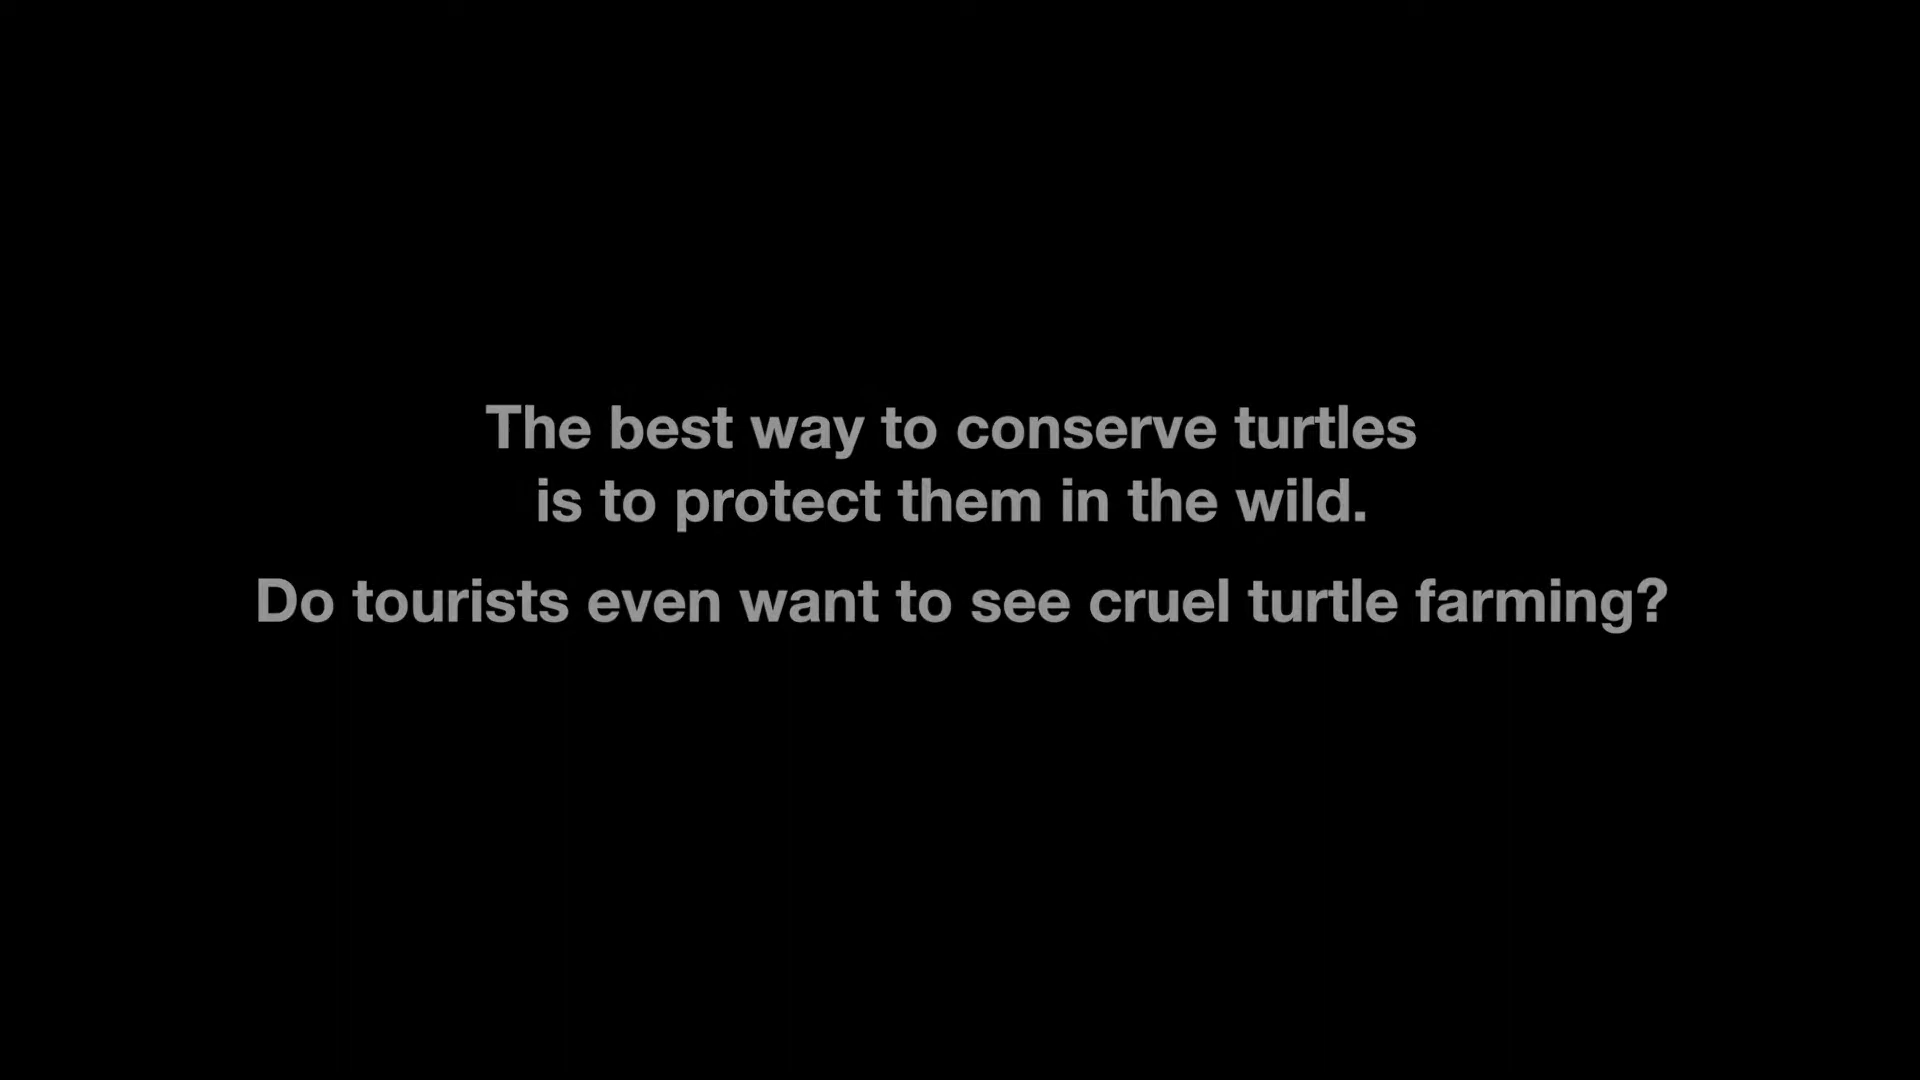 The best way to conserve turtles
is to protect them in the wild.
Do tourists even want to see cruel turtle farming?